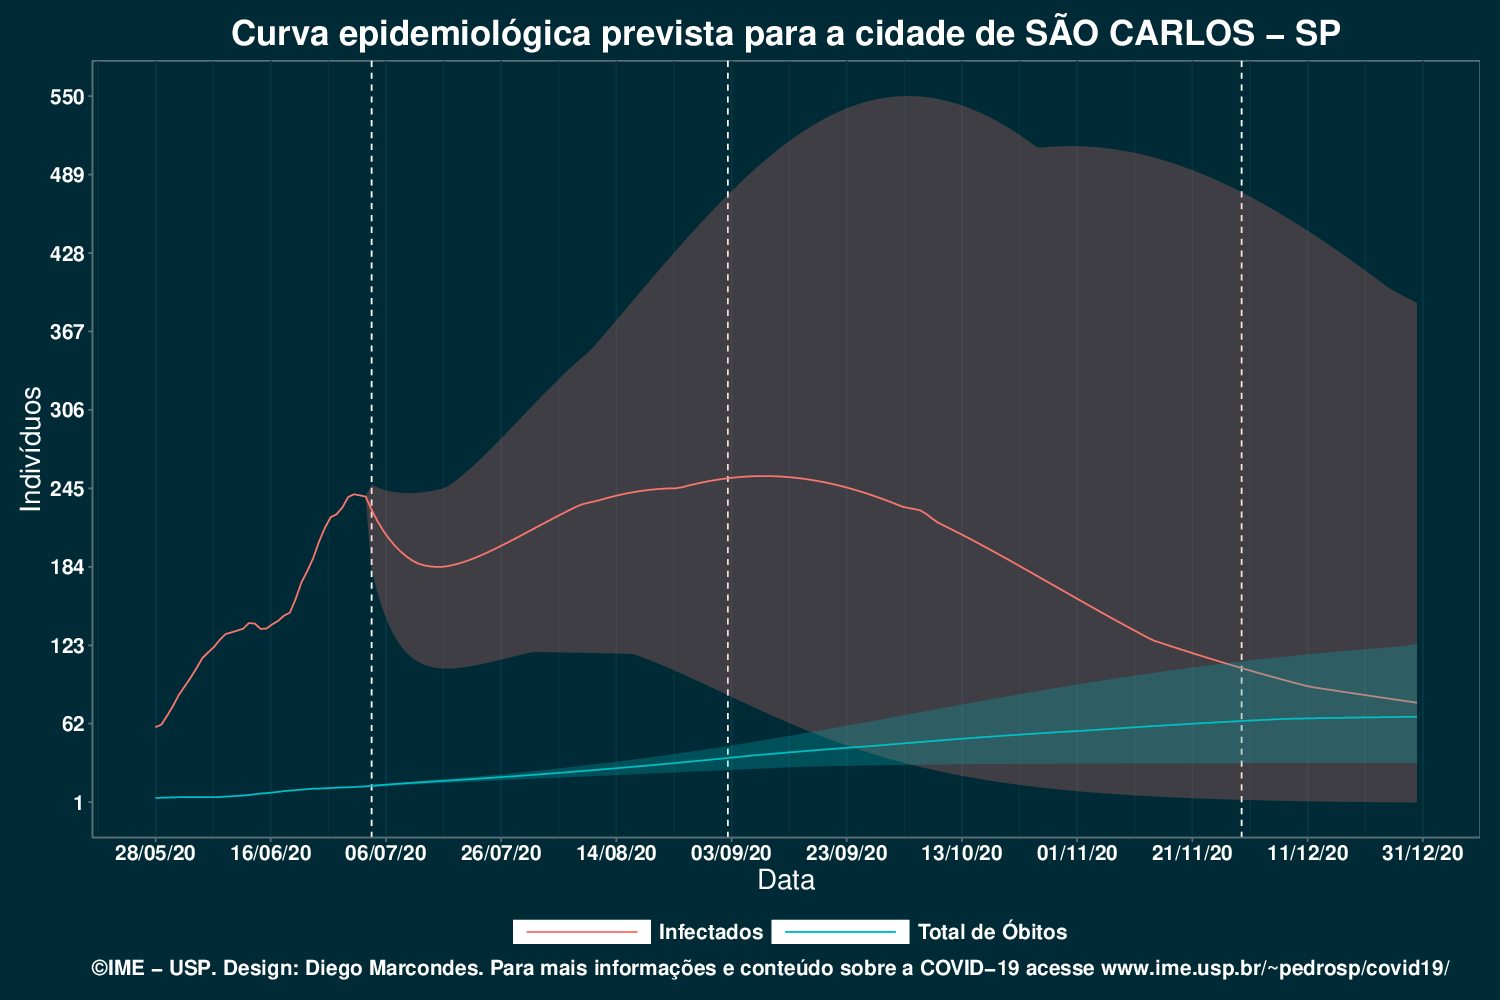 Curva epidemiológica prevista para a cidade de SÃO CARLOS – SP
Indivíduos
550
489
428
367
306
245
184
123
62
1
28/05/20 16/06/20 06/07/20 26/07/20 14/08/20 03/09/20 23/09/20 13/10/20 01/11/20 21/11/20 11/12/20 31/12/20
Data
Infectados Total de Óbitos
©IME – USP. Design: Diego Marcondes. Para mais informações e conteúdo sobre a COVID–19 acesse www.ime.usp.br/~pedrosp/covid19/